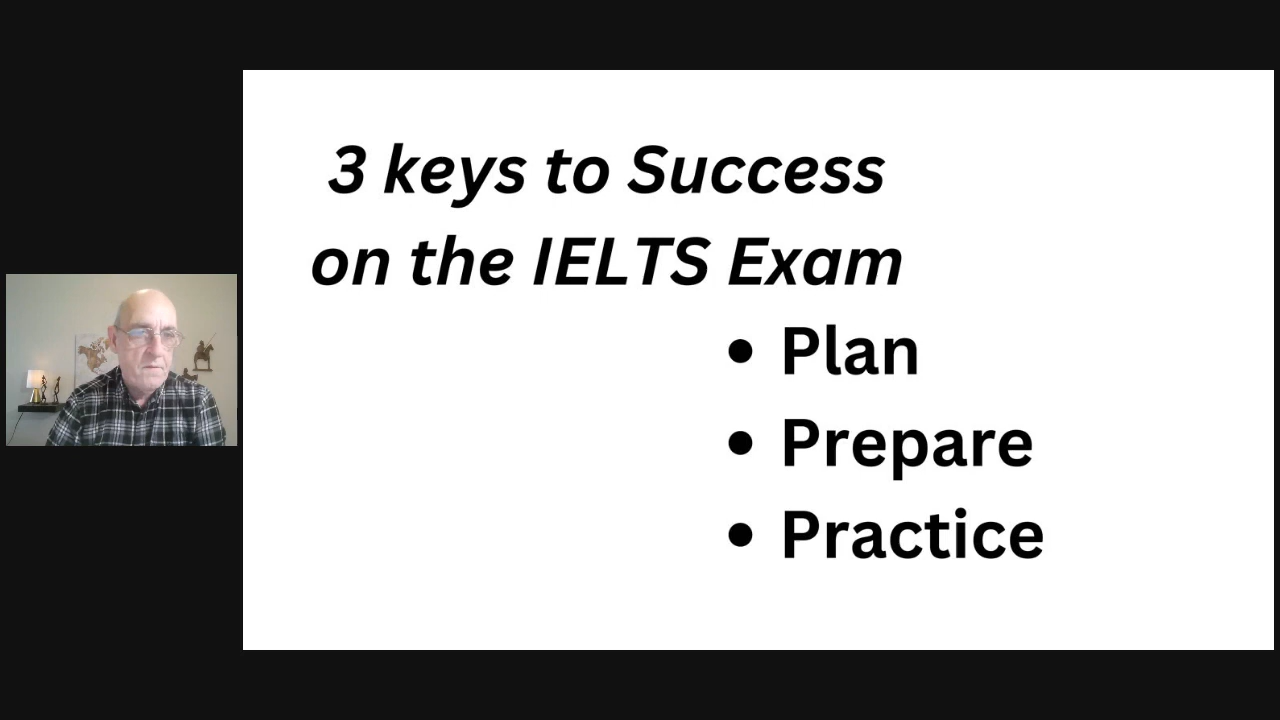 3 keys to Success
on the IELTS Exam
• Plan
• Prepare
• Practice